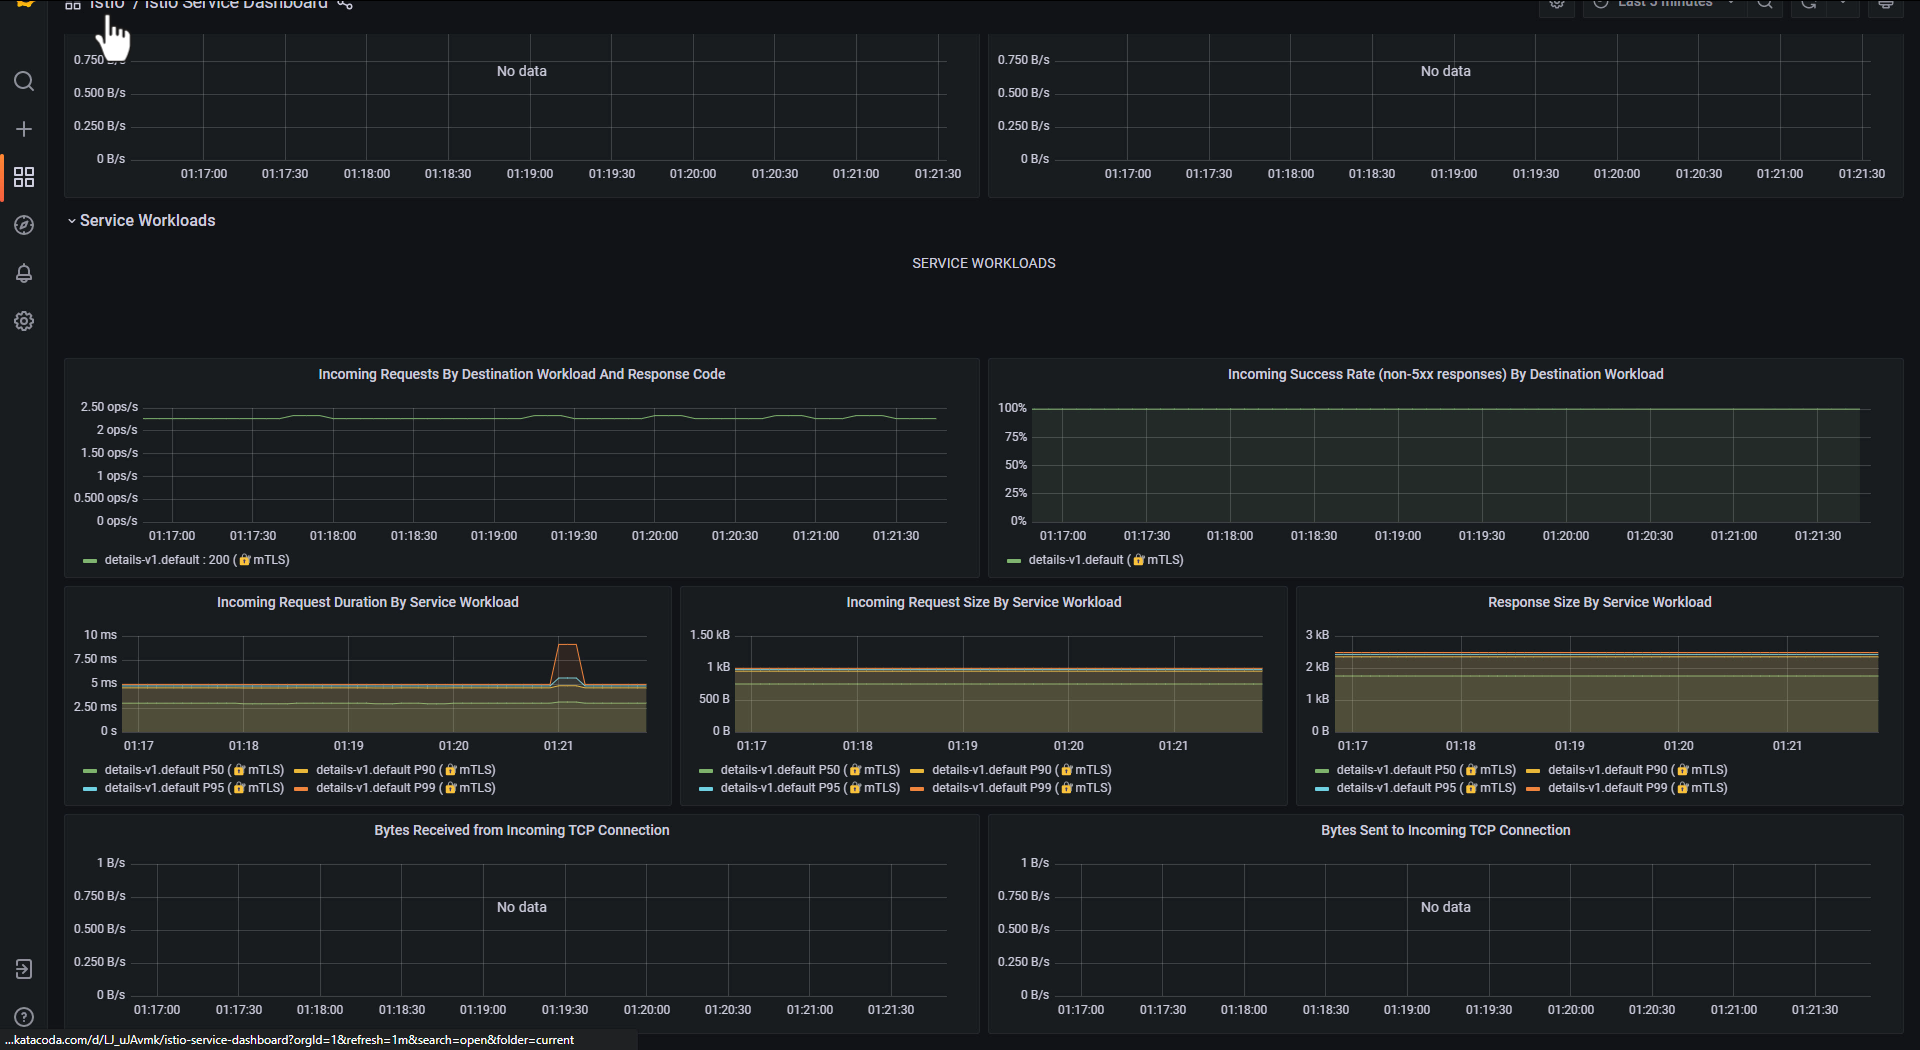 Istio / Istio Service Dashboard
Last 5 minutes
0.750 B/s
0.500 B/s
0.250 B/s
0 B/s
No data
01:17:00 01:17:30 01:18:00 01:18:30 01:19:00 01:19:30 01:20:00 01:20:30 01:21:00 01:21:30
0.750 B/s
0.500 B/s
0.250 B/s
0 B/s
No data
01:17:00 01:17:30 01:18:00 01:18:30 01:19:00 01:19:30 01:20:00 01:20:30 01:21:00 01:21:30
Service Workloads
SERVICE WORKLOADS
Incoming Requests By Destination Workload And Response Code
2.50 ops/s
2 ops/s
1.50 ops/s
1 ops/s
0.500 ops/s
0 ops/s
01:17:00 01:17:30 01:18:00 01:18:30 01:19:00 01:19:30 01:20:00 01:20:30 01:21:00 01:21:30
details-v1.default : 200 (🔐mTLS)
Incoming Success Rate (non-5xx responses) By Destination Workload
100%
75%
50%
25%
0%
01:17:00 01:17:30 01:18:00 01:18:30 01:19:00 01:19:30 01:20:00 01:20:30 01:21:00 01:21:30
details-v1.default (🔐mTLS)
Incoming Request Duration By Service Workload
10 ms
7.50 ms
5 ms
2.50 ms
0 s
01:17 01:18 01:19 01:20 01:21
details-v1.default P50 (🔐mTLS) details-v1.default P90 (🔐mTLS)
details-v1.default P95 (🔐mTLS) details-v1.default P99 (🔐mTLS)
Incoming Request Size By Service Workload
1.50 kB
1 kB
500 B
0 B
01:17 01:18 01:19 01:20 01:21
details-v1.default P50 (🔐mTLS) details-v1.default P90 (🔐mTLS)
details-v1.default P95 (🔐mTLS) details-v1.default P99 (🔐mTLS)
Response Size By Service Workload
3 kB
2 kB
1 kB
0 B
01:17 01:18 01:19 01:20 01:21
details-v1.default P50 (🔐mTLS) details-v1.default P90 (🔐mTLS)
details-v1.default P95 (🔐mTLS) details-v1.default P99 (🔐mTLS)
Bytes Received from Incoming TCP Connection
1 B/s
0.750 B/s
0.500 B/s
0.250 B/s
0 B/s
No data
01:17:00 01:17:30 01:18:00 01:18:30 01:19:00 01:19:30 01:20:00 01:20:30 01:21:00 01:21:30
Bytes Sent to Incoming TCP Connection
1 B/s
0.750 B/s
0.500 B/s
0.250 B/s
0 B/s
No data
01:17:00 01:17:30 01:18:00 01:18:30 01:19:00 01:19:30 01:20:00 01:20:30 01:21:00 01:21:30
...katacoda.com/d/LJ_uJAvmk/istio-service-dashboard?orgId=1&refresh=1m&search=open&folder=current